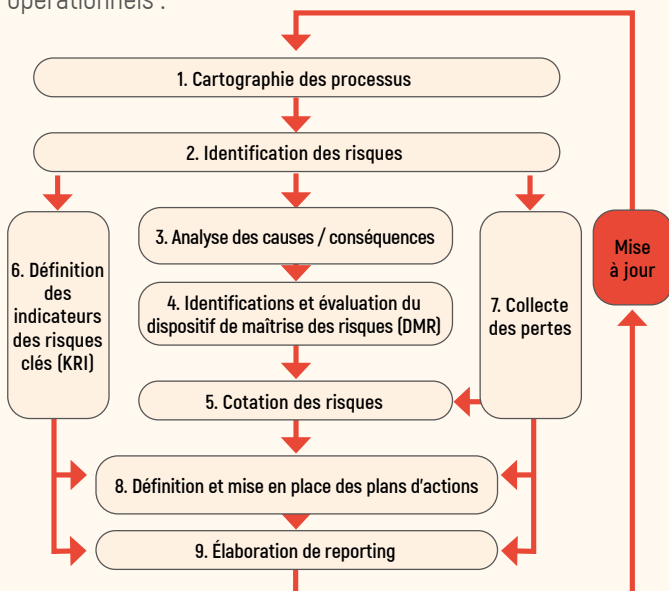 opérationnels :
1. Cartographie des processus
2. Identification des risques
3. Analyse des causes / conséquences
6. Définition
des
indicateurs
des risques
clés (KRI)
4. Identifications et évaluation du
dispositif de maîtrise des risques (DMR)
7. Collecte
des pertes
Mise
à jour
5. Cotation des risques
8. Définition et mise en place des plans d'actions
9. Élaboration de reporting